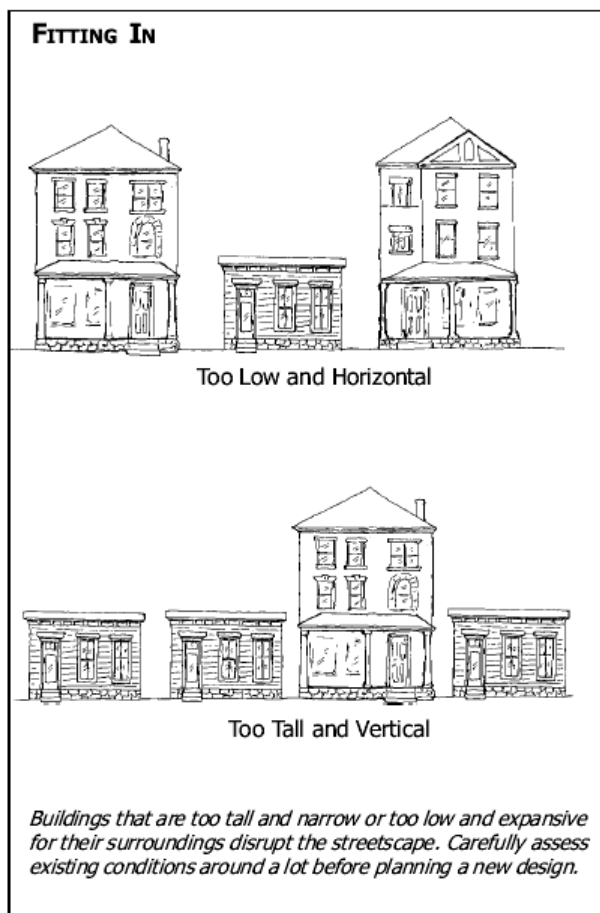 FITTING IN
Too Low and Horizontal
Too Tall and Vertical
Buildings that are too tall and narrow or too low and expansive
for their surroundings disrupt the streetscape. Carefully assess
existing conditions around a lot before planning a new design.